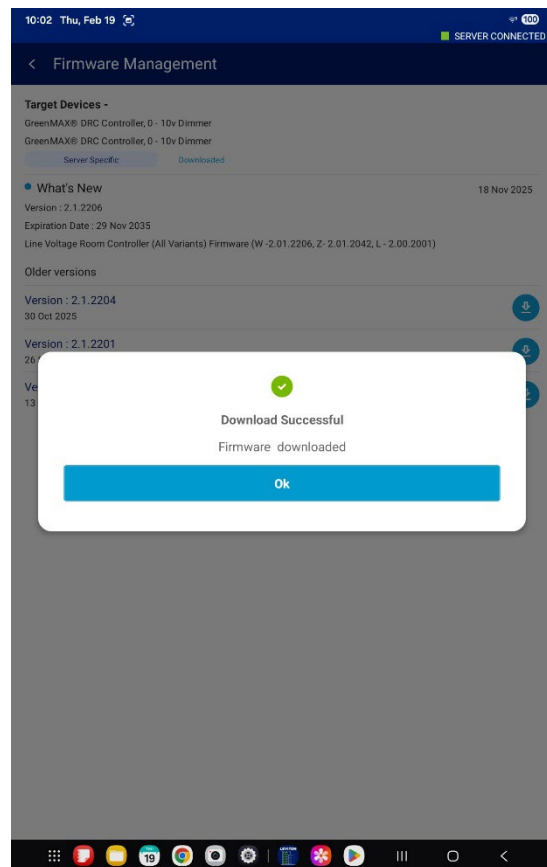 10:02 Thu, Feb 19
100
SERVER CONNECTED
< Firmware Management
Target Devices -
GreenMAX® DRC Controller, 0 - 10v Dimmer
GreenMAX® DRC Controller, 0 - 10v Dimmer
Server Specific Downloaded
What's New 18 Nov 2025
Version : 2.1.2206
Expiration Date : 29 Nov 2035
Line Voltage Room Controller (All Variants) Firmware (W -2.01.2206, Z- 2.01.2042, L - 2.00.2001)
Older versions
Version : 2.1.2204
30 Oct 2025
Version : 2.1.2201
26
Ve
13
Download Successful
Firmware downloaded
Ok
19